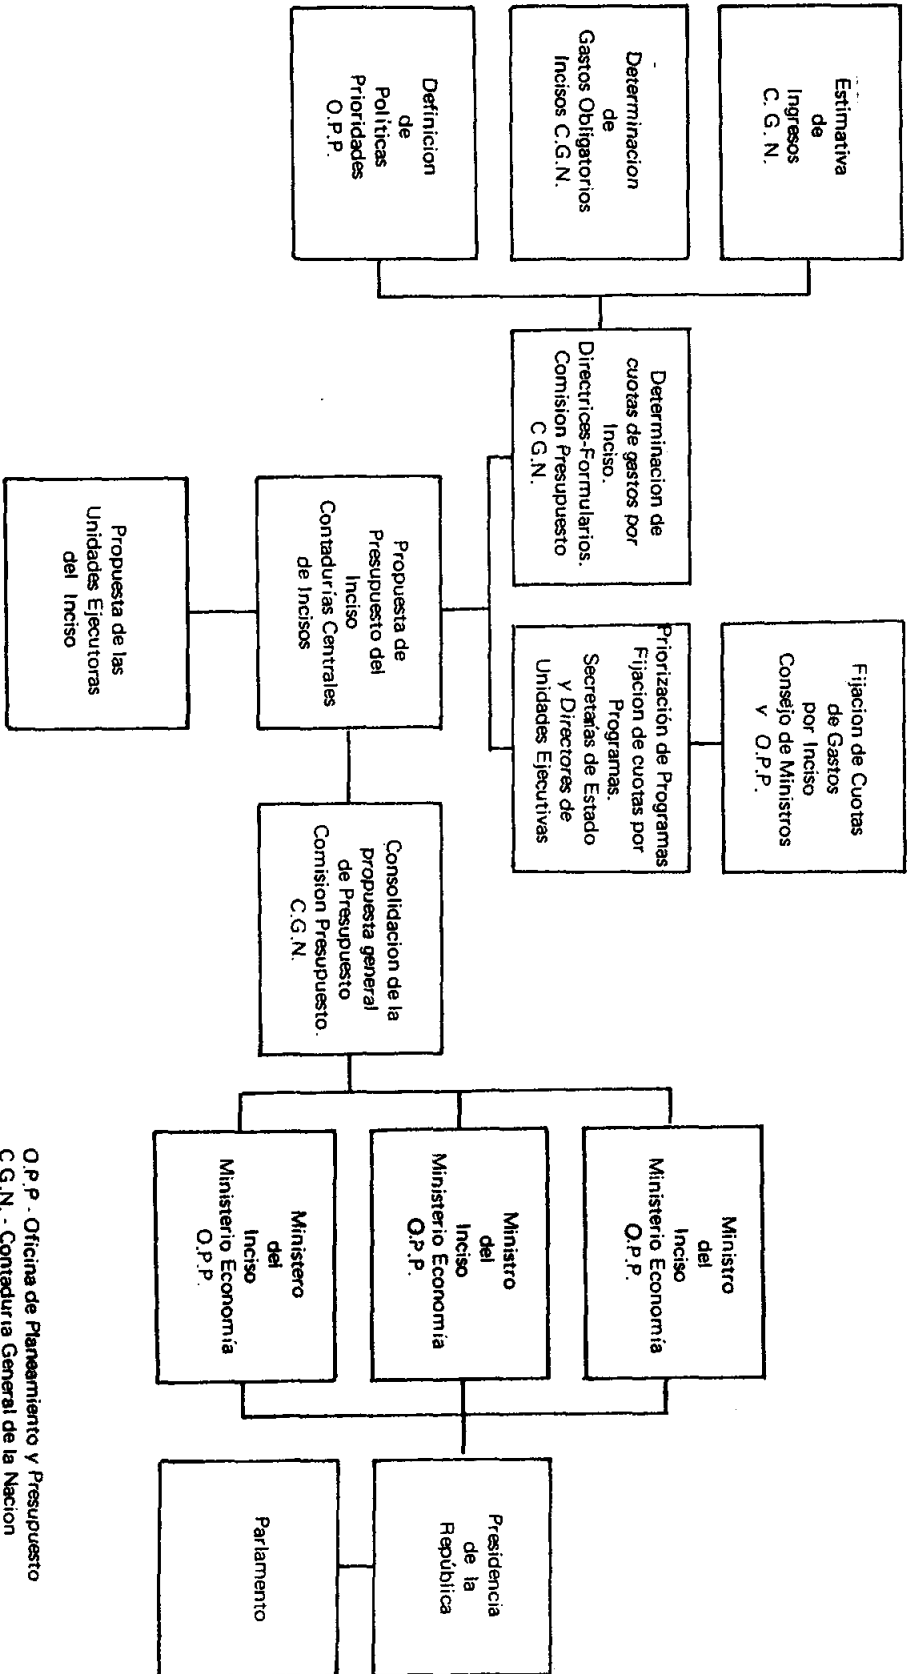 Estimativa
de
Ingresos
C. G. N.
Determinacion
de
Gastos Obligatorios
Incisos C.G.N.
Definicion
de
Políticas
Prioridades
O.P.P.
Determinacion de
cuotas de gastos por
Inciso.
Directrices-Formularios.
Comision Presupuesto
C G.N.
Fijacion de Cuotas
de Gastos
por Inciso
Consejo de Ministros
y O.P.P.
Priorización de Programas
Fijacion de cuotas por
Programas.
Secretarías de Estado
y Directores de
Unidades Ejecutivas
Propuesta de
Presupuesto del
Inciso
Contadurías Centrales
de Incisos
Propuesta de las
Unidades Ejecutoras
del Inciso
Consolidacion de la
propuesta general
de Presupuesto
Comision Presupuesto.
C.G.N.
Ministro
del
Inciso
Ministerio Economía
O.P.P.
Ministro
del
Inciso
Ministerio Economía
O.P.P.
Ministero
del
Inciso
Ministerio Economía
O.P.P.
Presidencia
de la
República
Parlamento
O.P.P - Oficina de Planeamiento y Presupuesto
C G.N. - Contaduría General de la Nacion